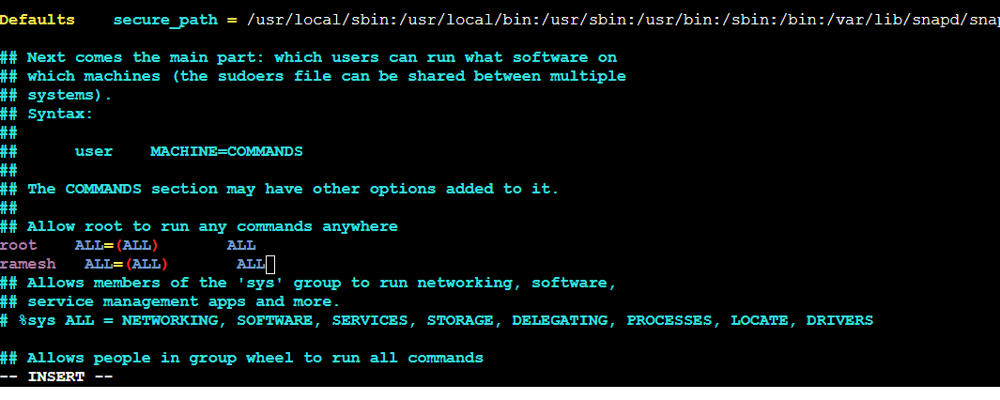 Defaults    secure_path = /usr/local/sbin:/usr/local/bin:/usr/sbin:/usr/bin:/sbin:/bin:/var/lib/snapd/snap
## Next comes the main part: which users can run what software on
## which machines (the sudoers file can be shared between multiple
## systems).
## Syntax:
##
##      user    MACHINE=COMMANDS
##
## The COMMANDS section may have other options added to it.
##
## Allow root to run any commands anywhere
root    ALL=(ALL)       ALL
ramesh   ALL=(ALL)       ALL
## Allows members of the 'sys' group to run networking, software,
## service management apps and more.
# %sys ALL = NETWORKING, SOFTWARE, SERVICES, STORAGE, DELEGATING, PROCESSES, LOCATE, DRIVERS
## Allows people in group wheel to run all commands
-- INSERT --